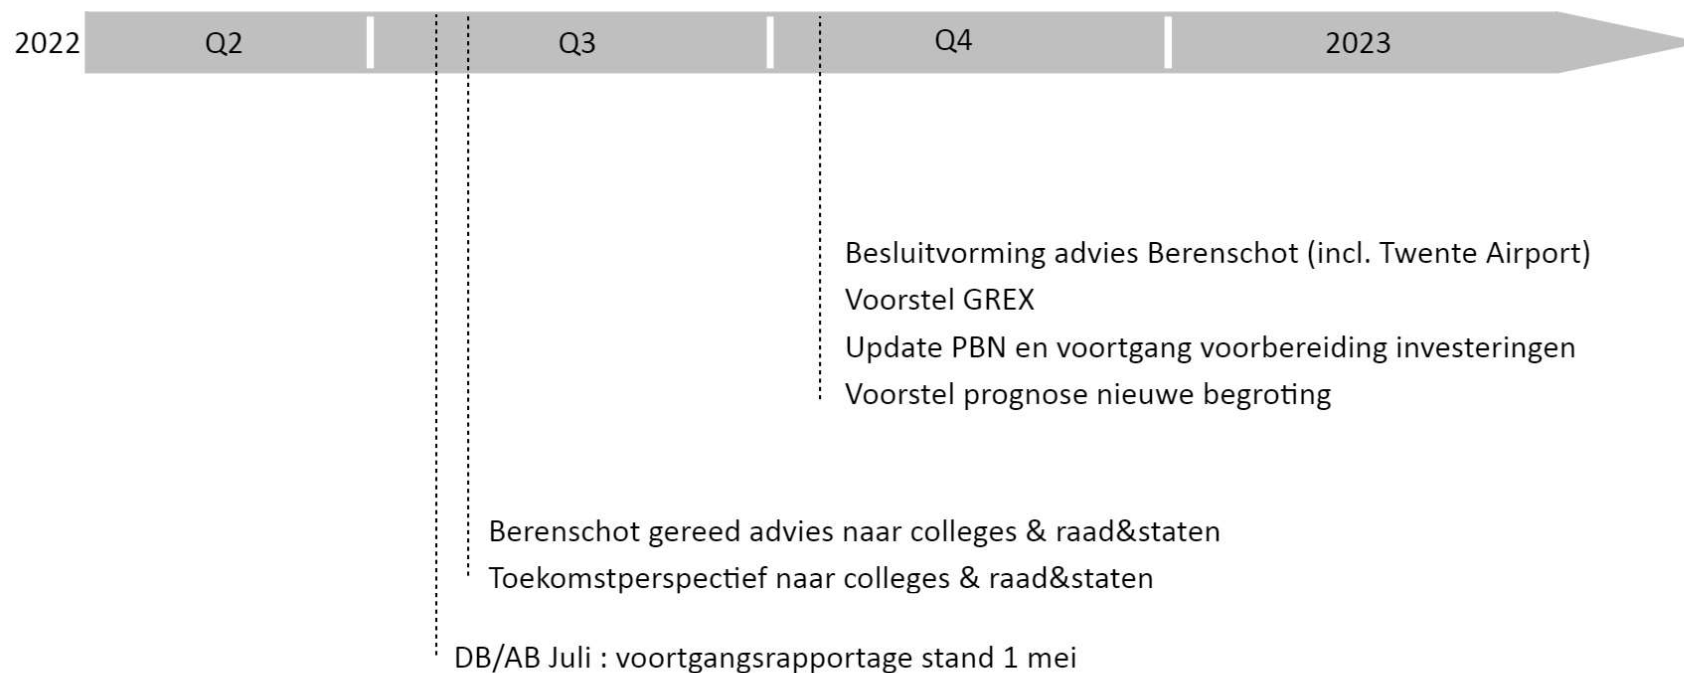 2022 Q2 Q3 Q4 2023
Besluitvorming advies Berenschot (incl. Twente Airport)
Voorstel GREX
Update PBN en voortgang voorbereiding investeringen
Voorstel prognose nieuwe begroting
Berenschot gereed advies naar colleges & raad&staten
Toekomstperspectief naar colleges & raad&staten
DB/AB Juli : voortgangsrapportage stand 1 mei